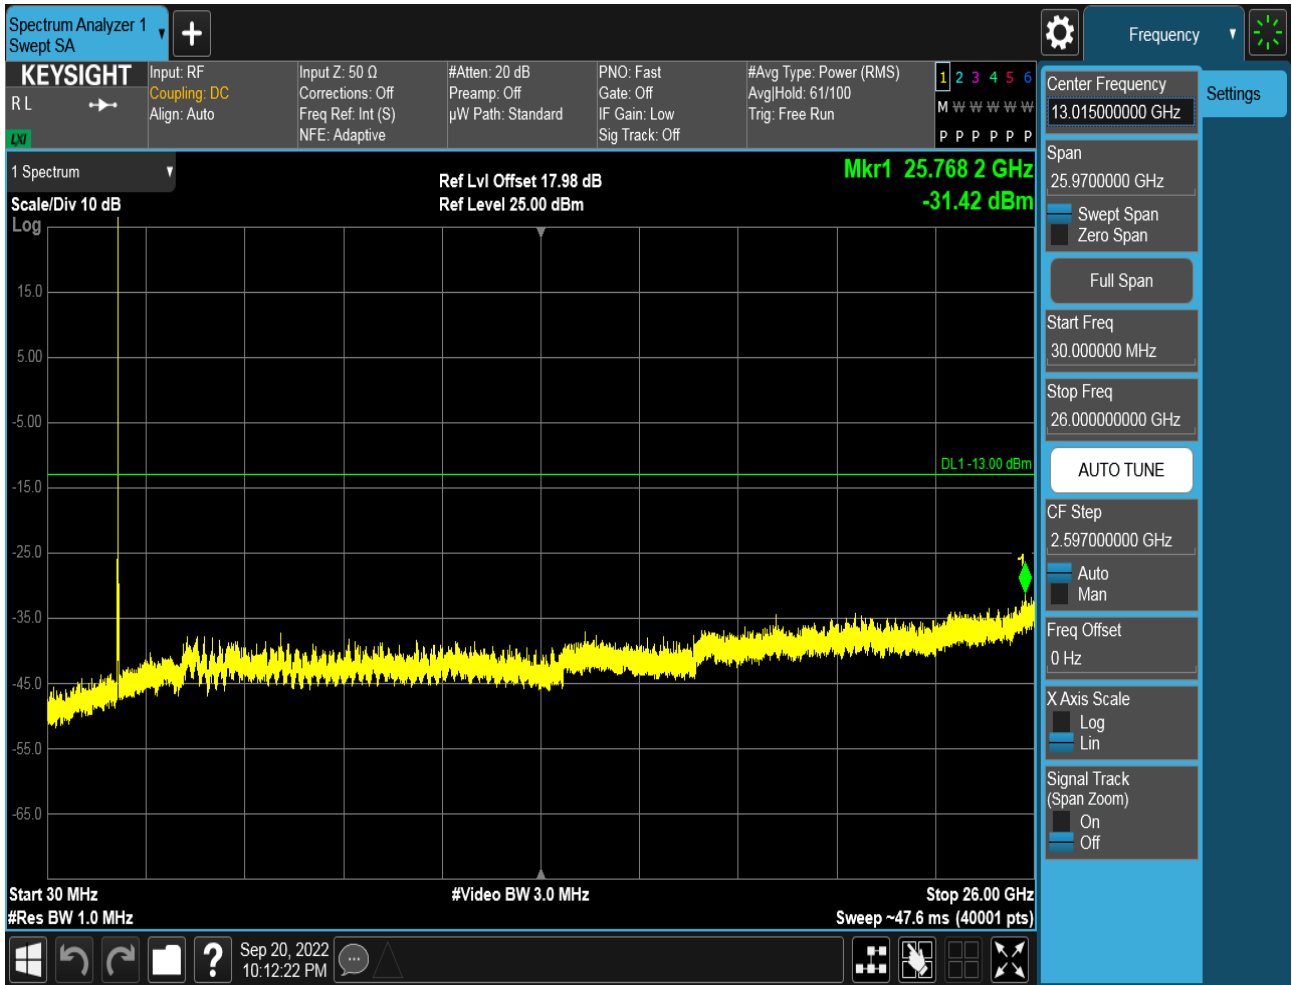 Spectrum Analyzer 1
Swept SA
Frequency
KEYSIGHT
R L
LXI
Input: RF
Coupling: DC
Align: Auto
Input Z: 50 Ω
Corrections: Off
Freq Ref: Int (S)
NFE: Adaptive
#Atten: 20 dB
Preamp: Off
µW Path: Standard
PNO: Fast
Gate: Off
IF Gain: Low
Sig Track: Off
#Avg Type: Power (RMS)
Avg|Hold: 61/100
Trig: Free Run
1 2 3 4 5 6
M W W W W W
P P P P P P
1 Spectrum
Scale/Div 10 dB
Log
Ref Lvl Offset 17.98 dB
Ref Level 25.00 dBm
Mkr1 25.768 2 GHz
-31.42 dBm
15.0
5.00
-5.00
-15.0
-25.0
-35.0
-45.0
-55.0
-65.0
DL1 -13.00 dBm
1
Start 30 MHz
#Res BW 1.0 MHz
#Video BW 3.0 MHz
Stop 26.00 GHz
Sweep ~47.6 ms (40001 pts)
Center Frequency
13.015000000 GHz
Settings
Span
25.9700000 GHz
Swept Span
Zero Span
Full Span
Start Freq
30.000000 MHz
Stop Freq
26.000000000 GHz
AUTO TUNE
CF Step
2.597000000 GHz
Auto
Man
Freq Offset
0 Hz
X Axis Scale
Log
Lin
Signal Track
(Span Zoom)
On
Off
?
Sep 20, 2022
10:12:22 PM